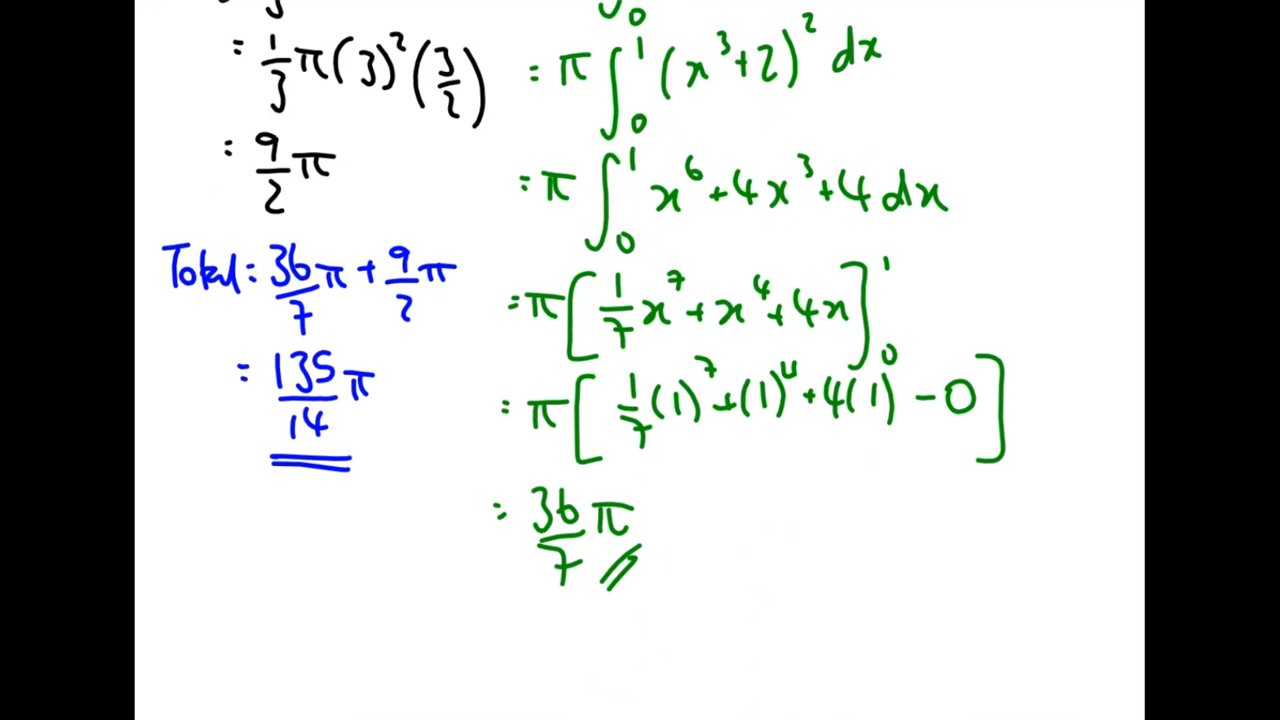 = 1/3 π(3)²(3/2)
= 9/2 π
Total = 36/7 π + 9/2 π
= 135/14 π
= π ∫₀¹ (x³+2)² dx
= π ∫₀¹ x⁶+4x³+4 dx
= π [1/7 x⁷ + x⁴ + 4x]₀¹
= π [1/7 (1)⁷ + (1)⁴ + 4(1) - 0]
= 36/7 π